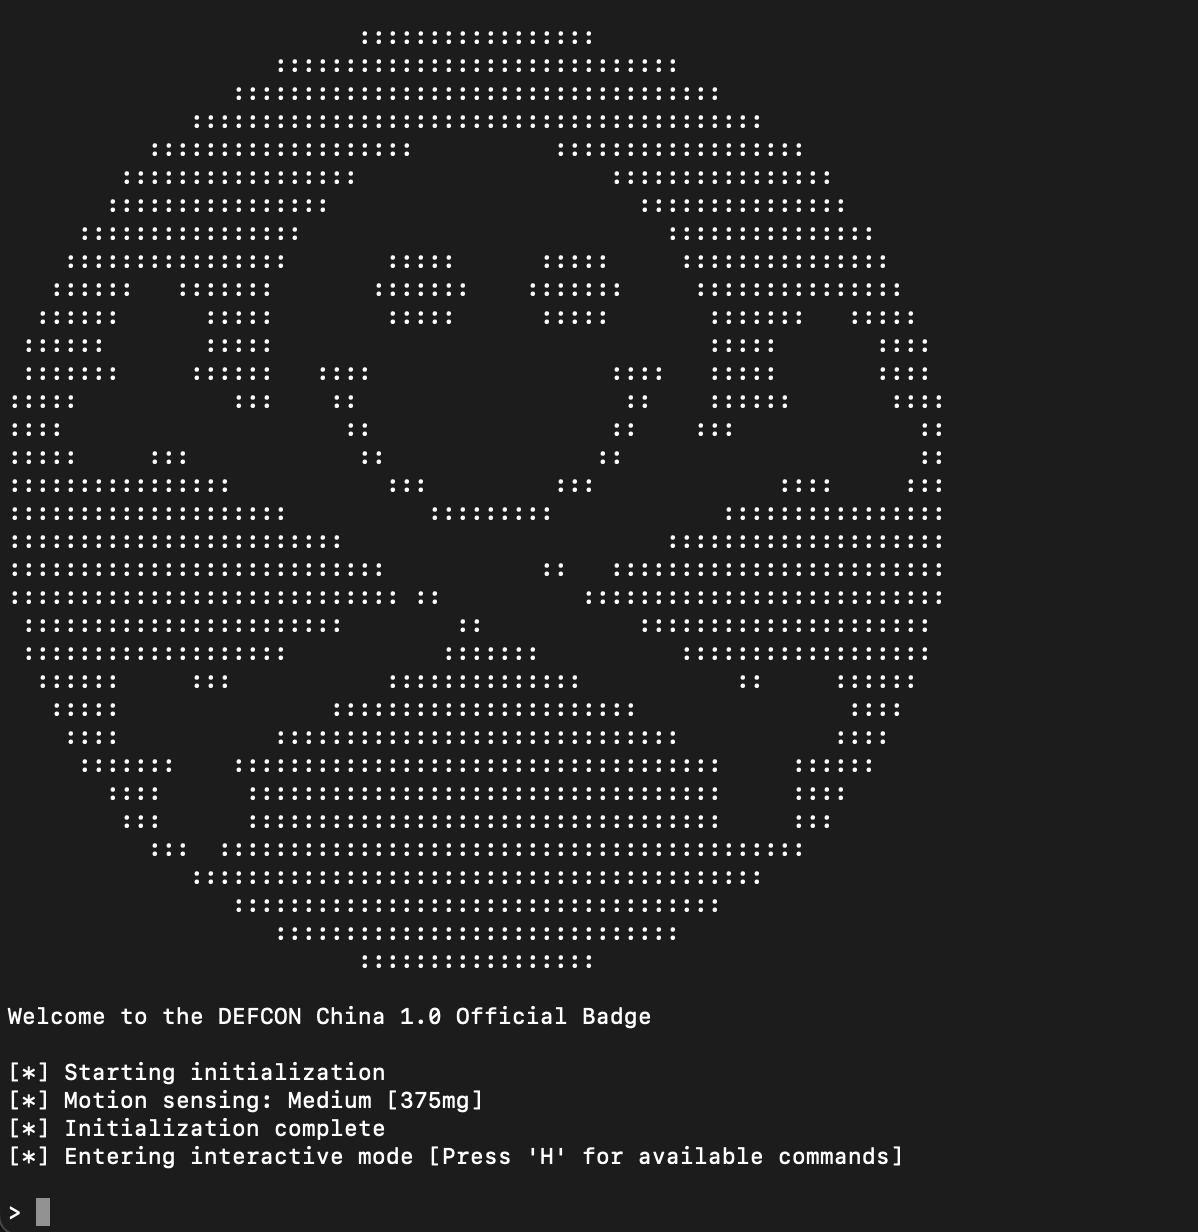 Welcome to the DEFCON China 1.0 Official Badge
[*] Starting initialization
[*] Motion sensing: Medium [375mg]
[*] Initialization complete
[*] Entering interactive mode [Press 'H' for available commands]
>